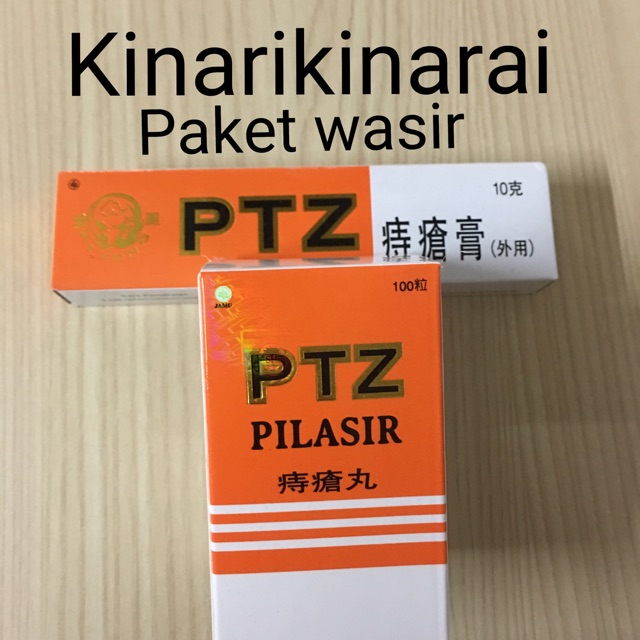 Kinarikinarai
Paket wasir
PTZ
10克
痔瘡膏 (外用)
100粒
JAMU
PTZ
PILASIR
痔瘡丸